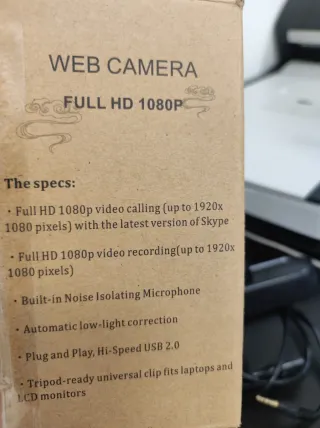 WEB CAMERA
FULL HD 1080P
The specs:
· Full HD 1080p video calling (up to 1920x
1080 pixels) with the latest version of Skype
· Full HD 1080p video recording(up to 1920x
1080 pixels)
· Built-in Noise Isolating Microphone
· Automatic low-light correction
· Plug and Play, Hi-Speed USB 2.0
· Tripod-ready universal clip fits laptops and
LCD monitors